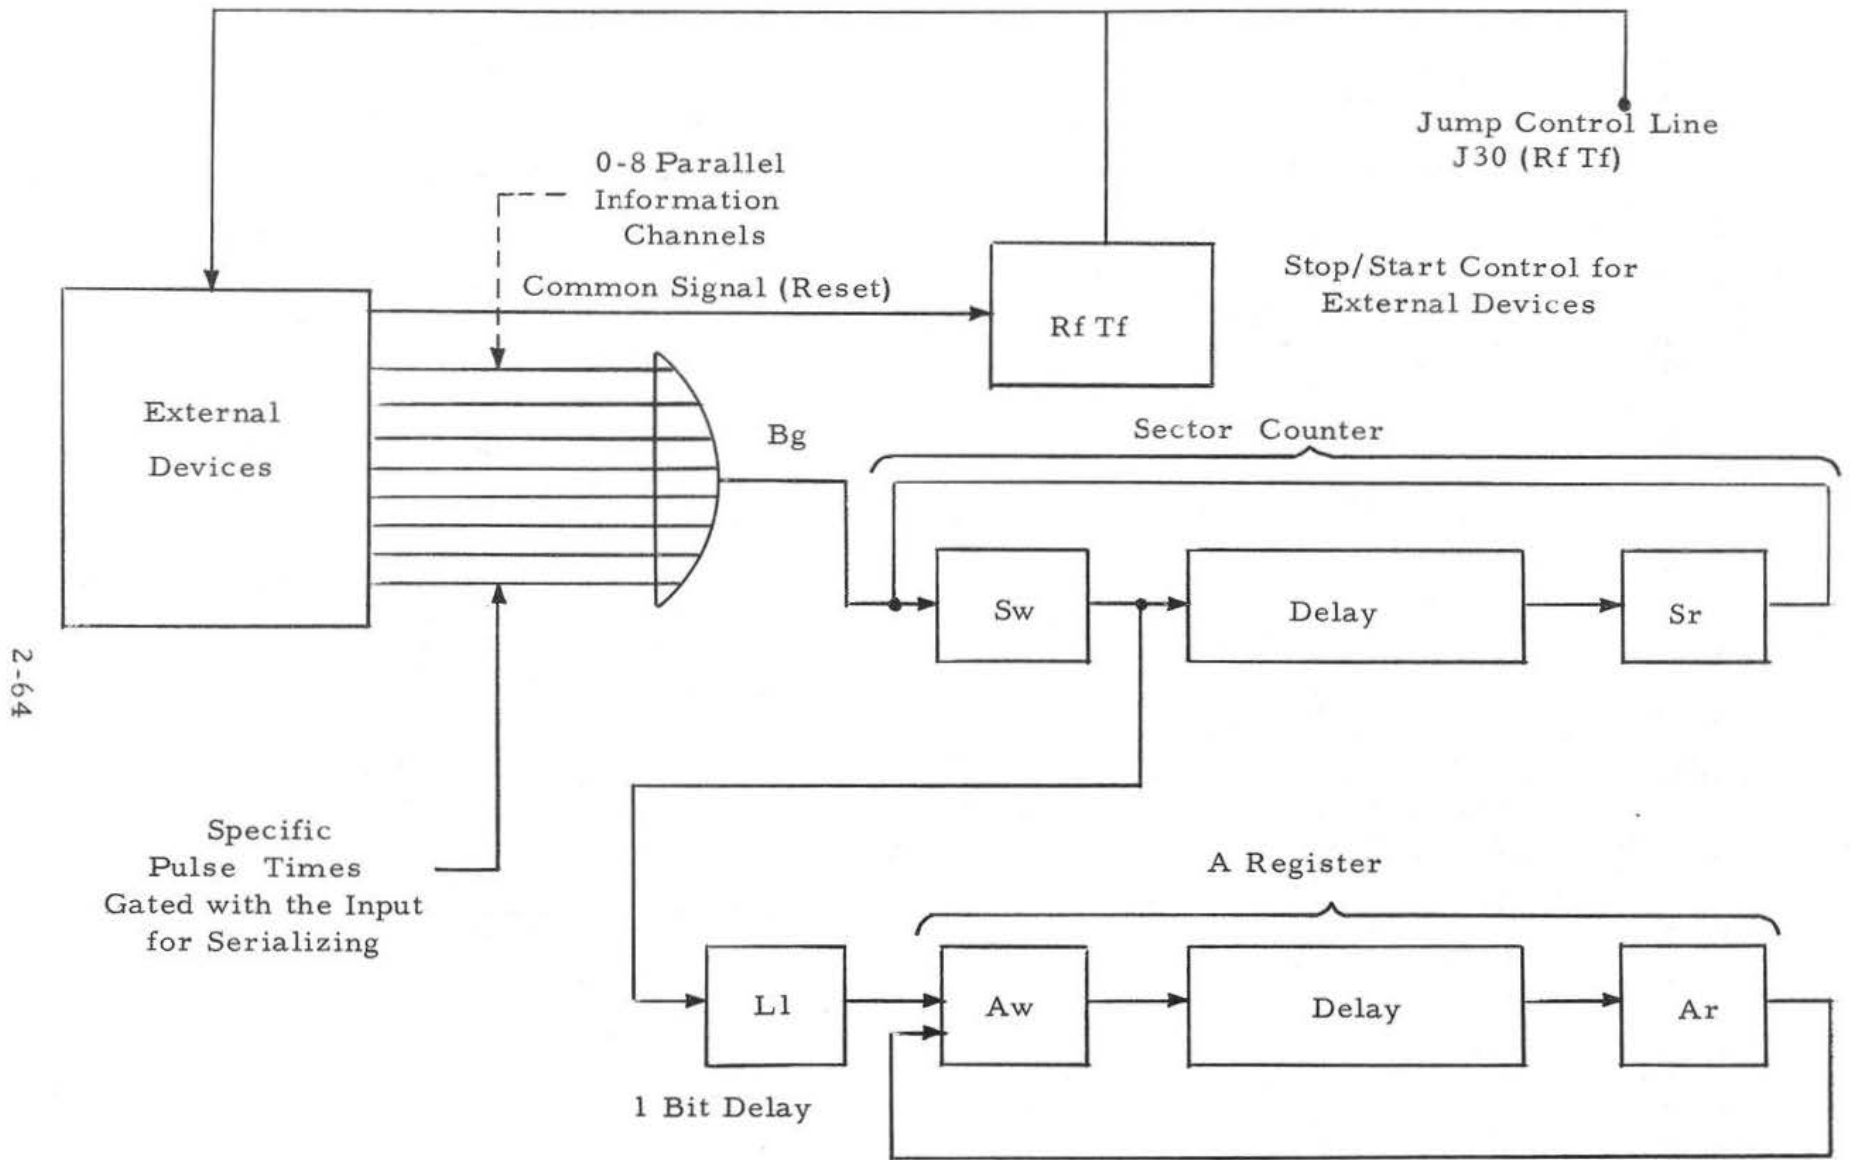 Jump Control Line
J30 (Rf Tf)
0-8 Parallel
Information
Channels
Stop/Start Control for
External Devices
Common Signal (Reset)
Rf Tf
External
Devices
Bg
Sector Counter
Sw
Delay
Sr
2-64
Specific
Pulse Times
Gated with the Input
for Serializing
A Register
L1
Aw
Delay
Ar
1 Bit Delay